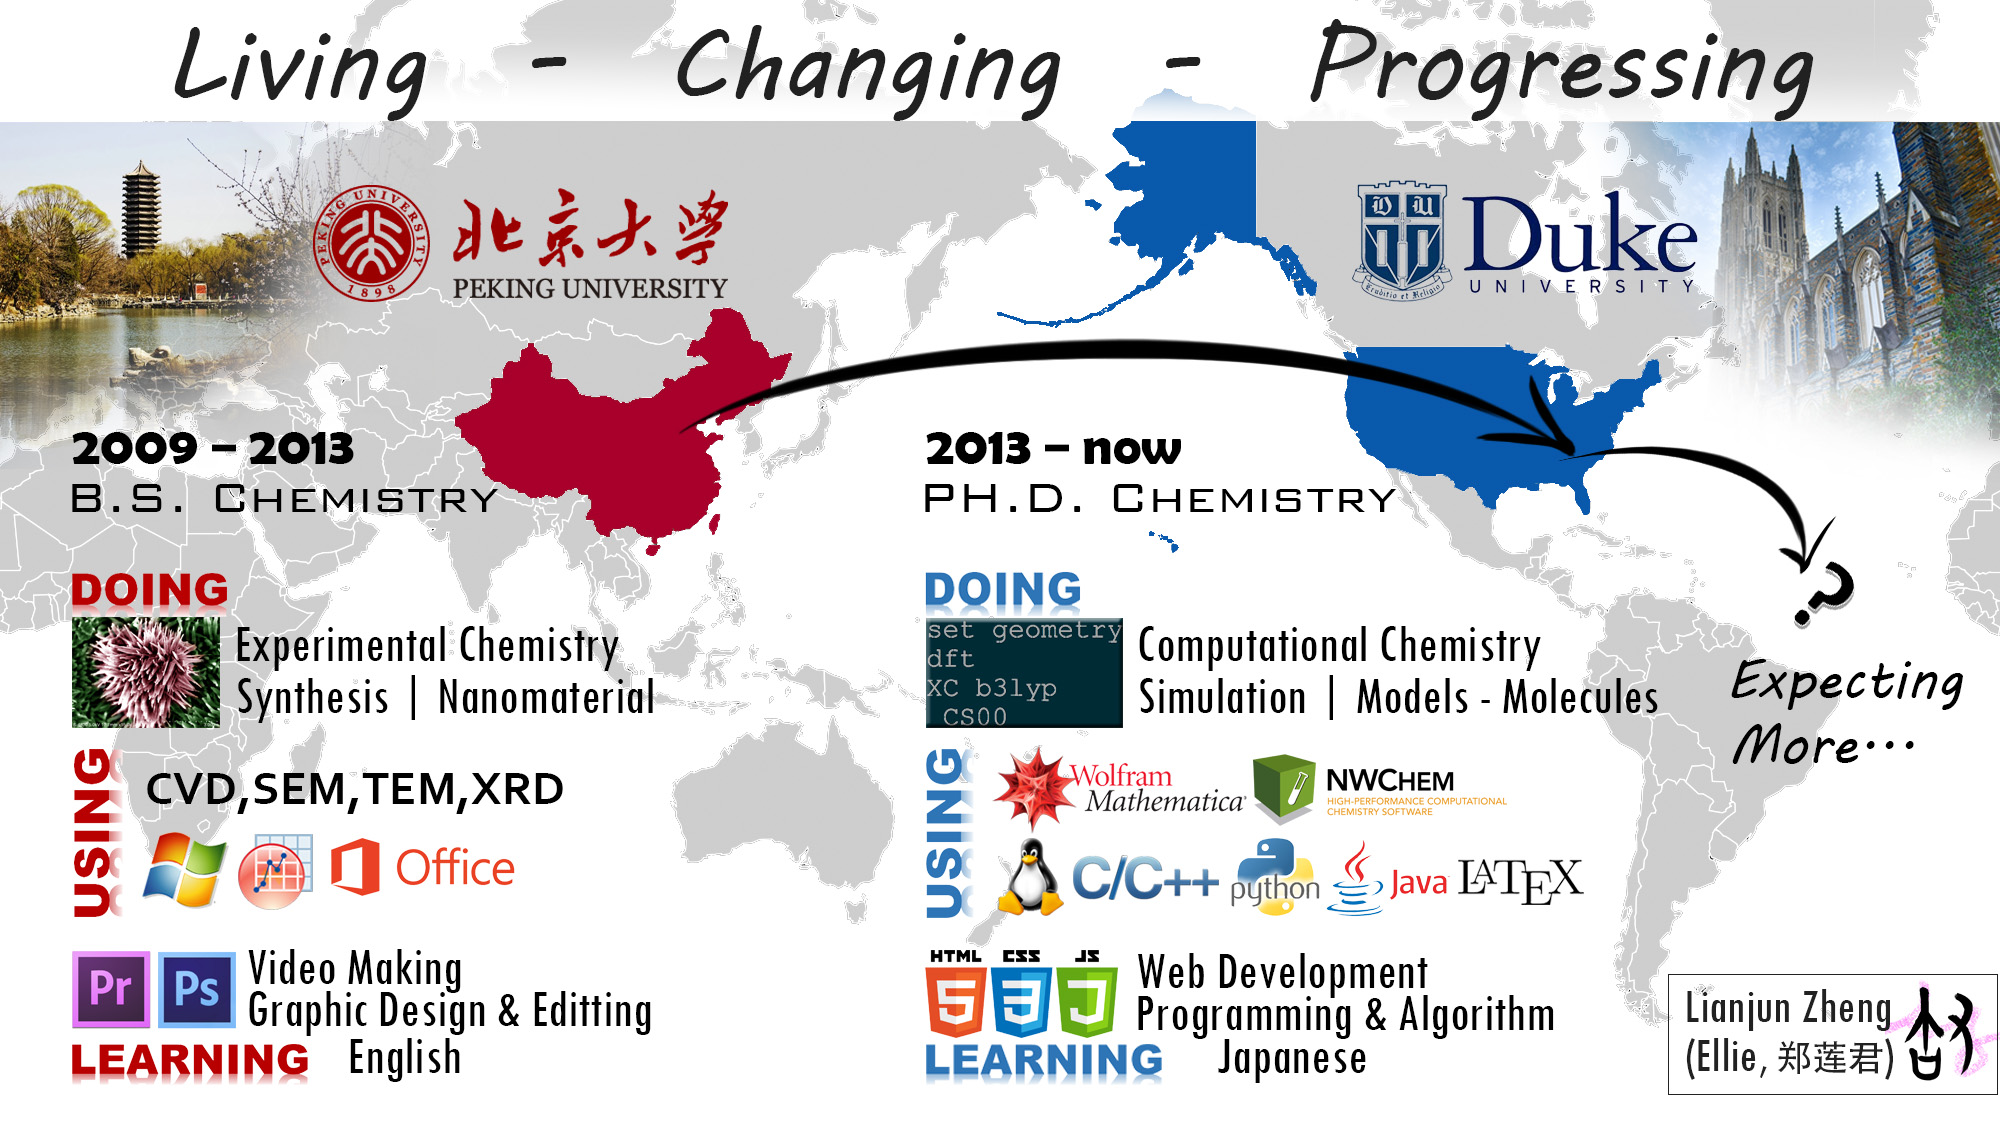 Living - Changing - Progressing
PEKING UNIVERSITY
1898
北京大学
PEKING UNIVERSITY
D U
Eruditio et Religio
Duke
UNIVERSITY
2009 – 2013
B.S. CHEMISTRY
DOING
Experimental Chemistry
Synthesis | Nanomaterial
USING
CVD,SEM,TEM,XRD
Office
Pr Ps
Video Making
Graphic Design & Editting
LEARNING English
2013 – now
PH.D. CHEMISTRY
DOING
set geometry
dft
XC b3lyp
CS00
Computational Chemistry
Simulation | Models - Molecules
USING
Wolfram
Mathematica
NWCHEM
HIGH-PERFORMANCE COMPUTATIONAL
CHEMISTRY SOFTWARE
C/C++ python Java LATEX
HTML CSS JS
5 3
Web Development
Programming & Algorithm
LEARNING Japanese
?
Expecting
More...
Lianjun Zheng
(Ellie, 郑莲君)